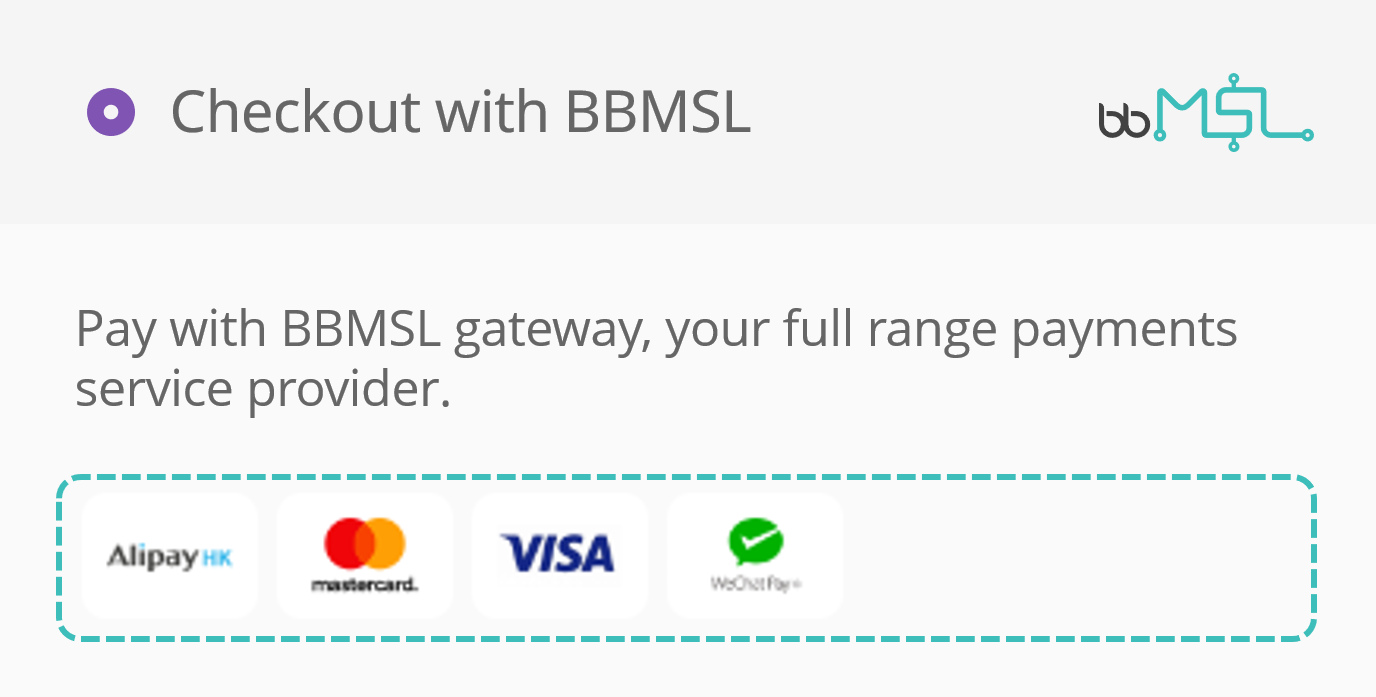 Checkout with BBMSL
bbMSL
Pay with BBMSL gateway, your full range payments
service provider.
Alipay HK
mastercard.
VISA
WeChat Pay